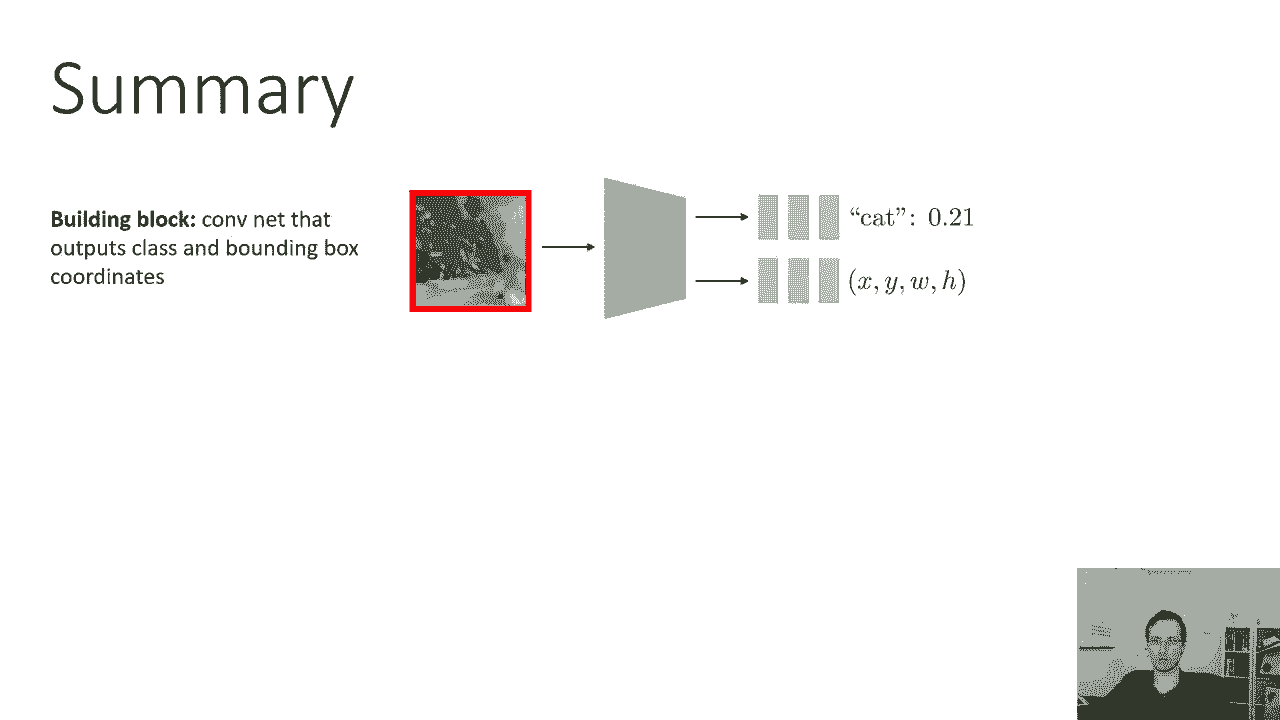 Summary
Building block: conv net that
outputs class and bounding box
coordinates
“cat”: 0.21
(x, y, w, h)